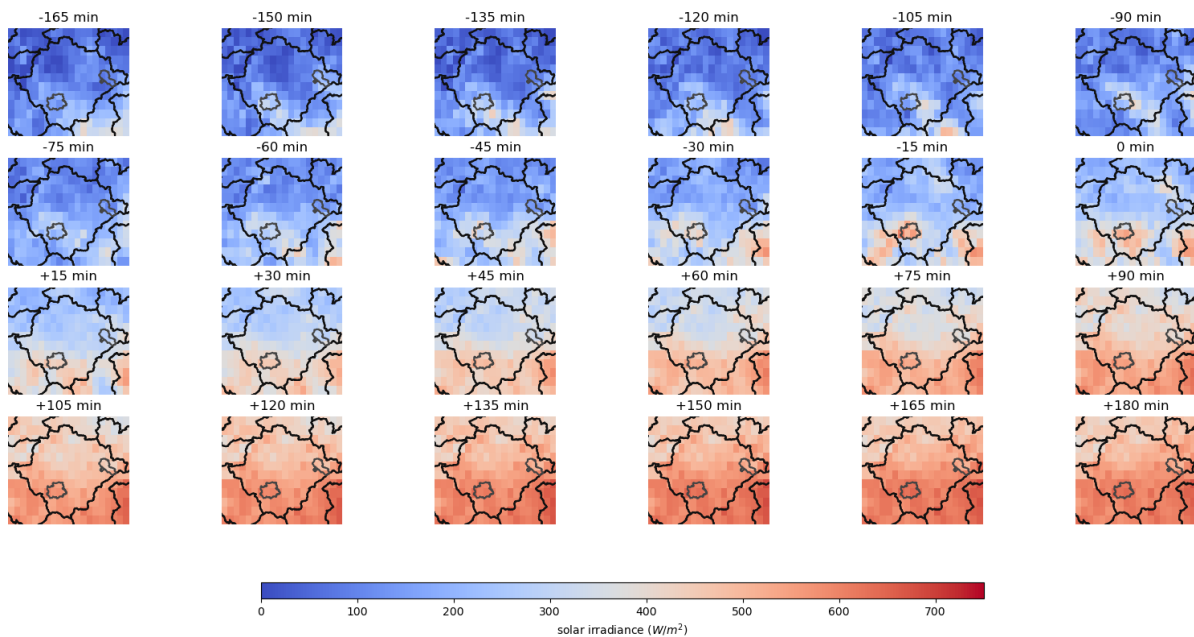 -165 min -150 min -135 min -120 min -105 min -90 min
-75 min -60 min -45 min -30 min -15 min 0 min
+15 min +30 min +45 min +60 min +75 min +90 min
+105 min +120 min +135 min +150 min +165 min +180 min
0 100 200 300 400 500 600 700
solar irradiance (W/m²)